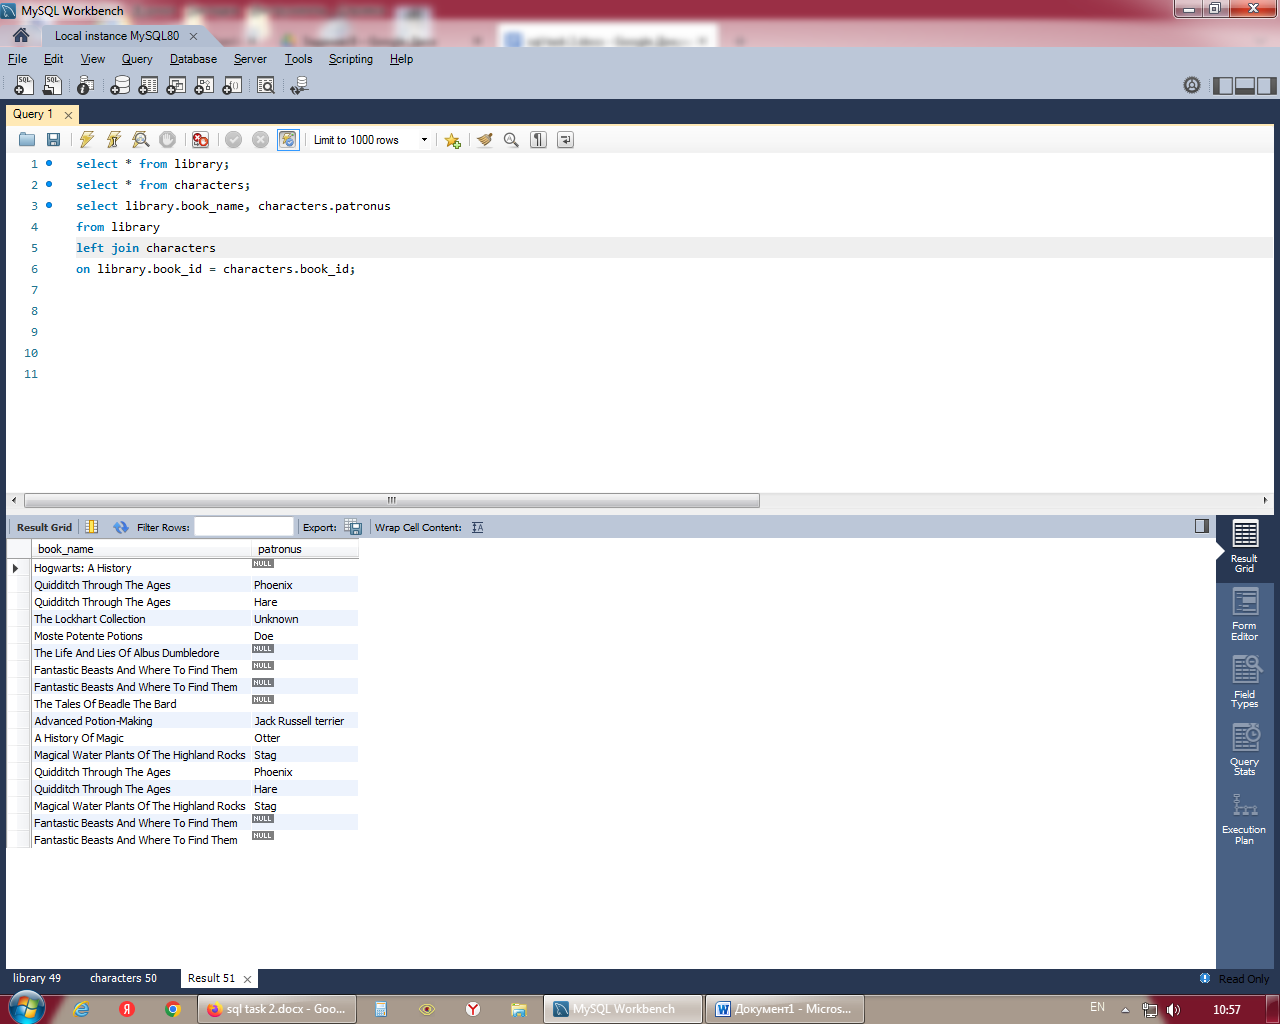 MySQL Workbench
Local instance MySQL80
File Edit View Query Database Server Tools Scripting Help
Query 1
Limit to 1000 rows
1 select * from library;
2 select * from characters;
3 select library.book_name, characters.patronus
4 from library
5 left join characters
6 on library.book_id = characters.book_id;
7
8
9
10
11
Result Grid Filter Rows: Export: Wrap Cell Content:
book_name patronus
Hogwarts: A History NULL
Quidditch Through The Ages Phoenix
Quidditch Through The Ages Hare
The Lockhart Collection Unknown
Moste Potente Potions Doe
The Life And Lies Of Albus Dumbledore NULL
Fantastic Beasts And Where To Find Them NULL
Fantastic Beasts And Where To Find Them NULL
The Tales Of Beadle The Bard NULL
Advanced Potion-Making Jack Russell terrier
A History Of Magic Otter
Magical Water Plants Of The Highland Rocks Stag
Quidditch Through The Ages Phoenix
Quidditch Through The Ages Hare
Magical Water Plants Of The Highland Rocks Stag
Fantastic Beasts And Where To Find Them NULL
Fantastic Beasts And Where To Find Them NULL
Result
Grid
Form
Editor
Field
Types
Query
Stats
Execution
Plan
library 49 characters 50 Result 51 Read Only
sql task 2.docx - Goo... MySQL Workbench Документ1 - Micros... EN 10:57